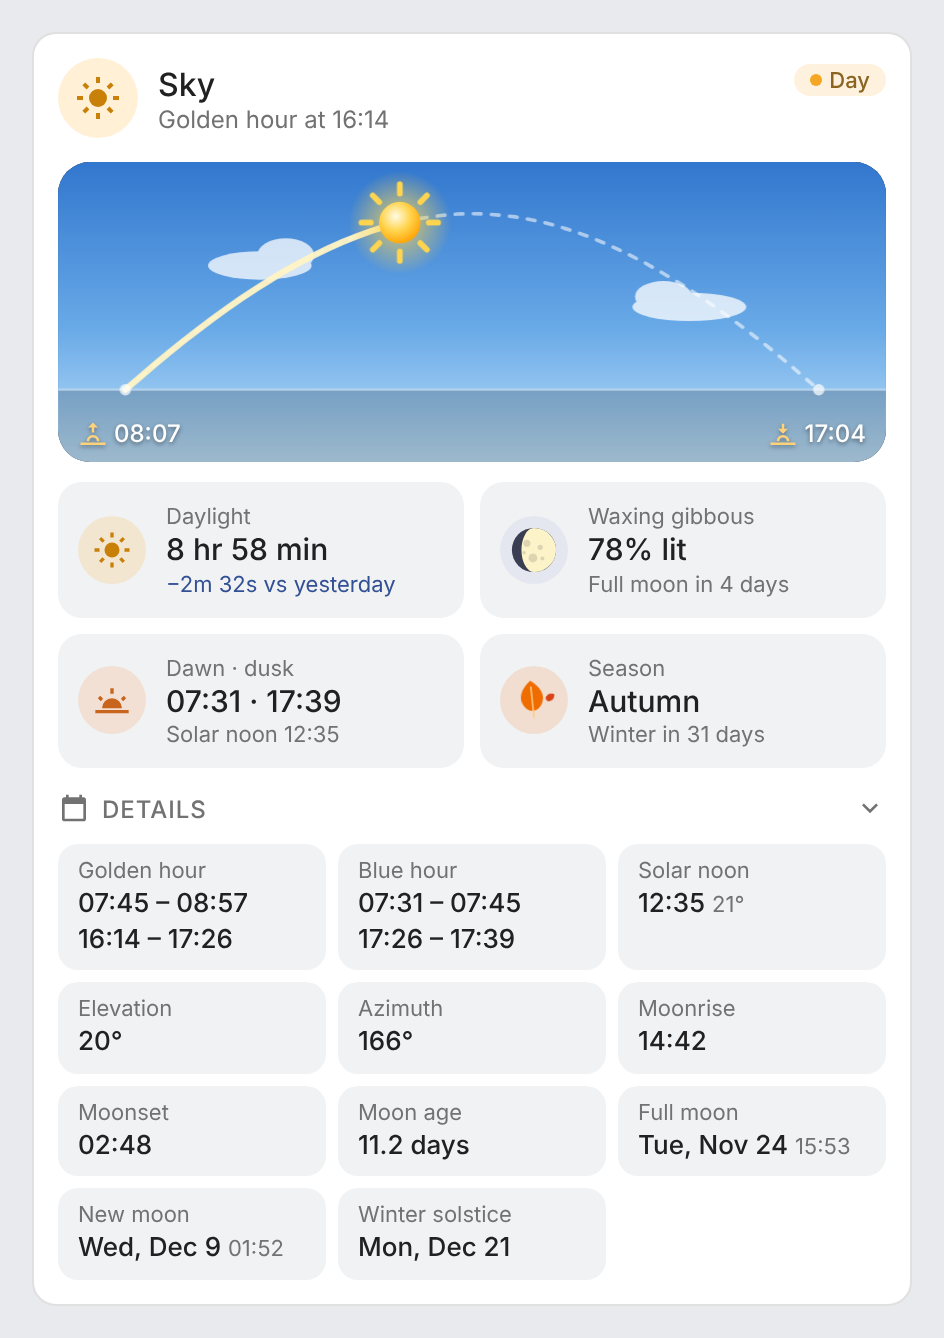 Sky
Golden hour at 16:14
Day
08:07
17:04
Daylight
8 hr 58 min
−2m 32s vs yesterday
Waxing gibbous
78% lit
Full moon in 4 days
Dawn · dusk
07:31 · 17:39
Solar noon 12:35
Season
Autumn
Winter in 31 days
DETAILS
Golden hour
07:45 – 08:57
16:14 – 17:26
Blue hour
07:31 – 07:45
17:26 – 17:39
Solar noon
12:35 21°
Elevation
20°
Azimuth
166°
Moonrise
14:42
Moonset
02:48
Moon age
11.2 days
Full moon
Tue, Nov 24 15:53
New moon
Wed, Dec 9 01:52
Winter solstice
Mon, Dec 21